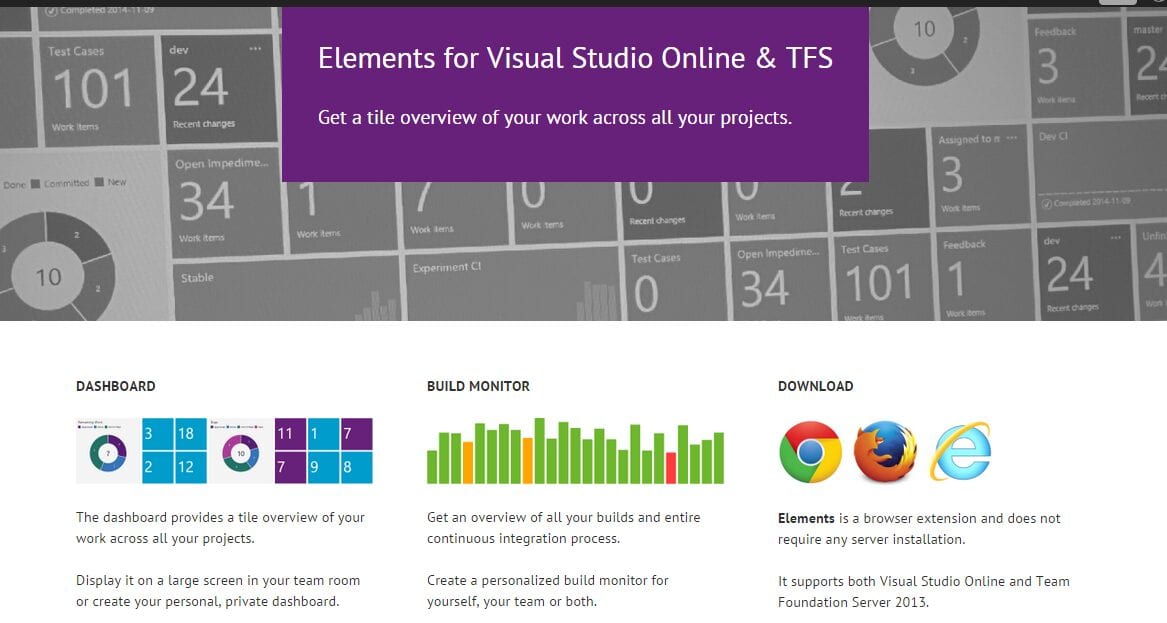 Completed 2014-11-09
Test Cases
101
Work items
dev
24
Recent changes
10
2
3
Feedback
3
Work items
master
Recent ch
Elements for Visual Studio Online & TFS
Get a tile overview of your work across all your projects.
Done Committed New
Open Impedime...
34
Work items
1
Work items
7
Work items
0
Work items
0
Recent changes
0
Work items
2
Recent changes
Assigned to m
3
Work items
Dev CI
Completed 2014-11-09
3
2
10
2
Stable
Experiment CI
Test Cases
0
Open Impedime...
34
Test Cases
101
Work items
Feedback
1
Work items
dev
24
Recent changes
Unfin
4
Work it
DASHBOARD
BUILD MONITOR
DOWNLOAD
7
3 18
2 12
10
11 1 7
7 9 8
The dashboard provides a tile overview of your
work across all your projects.
Display it on a large screen in your team room
or create your personal, private dashboard.
Get an overview of all your builds and entire
continuous integration process.
Create a personalized build monitor for
yourself, your team or both.
Elements is a browser extension and does not
require any server installation.
It supports both Visual Studio Online and Team
Foundation Server 2013.